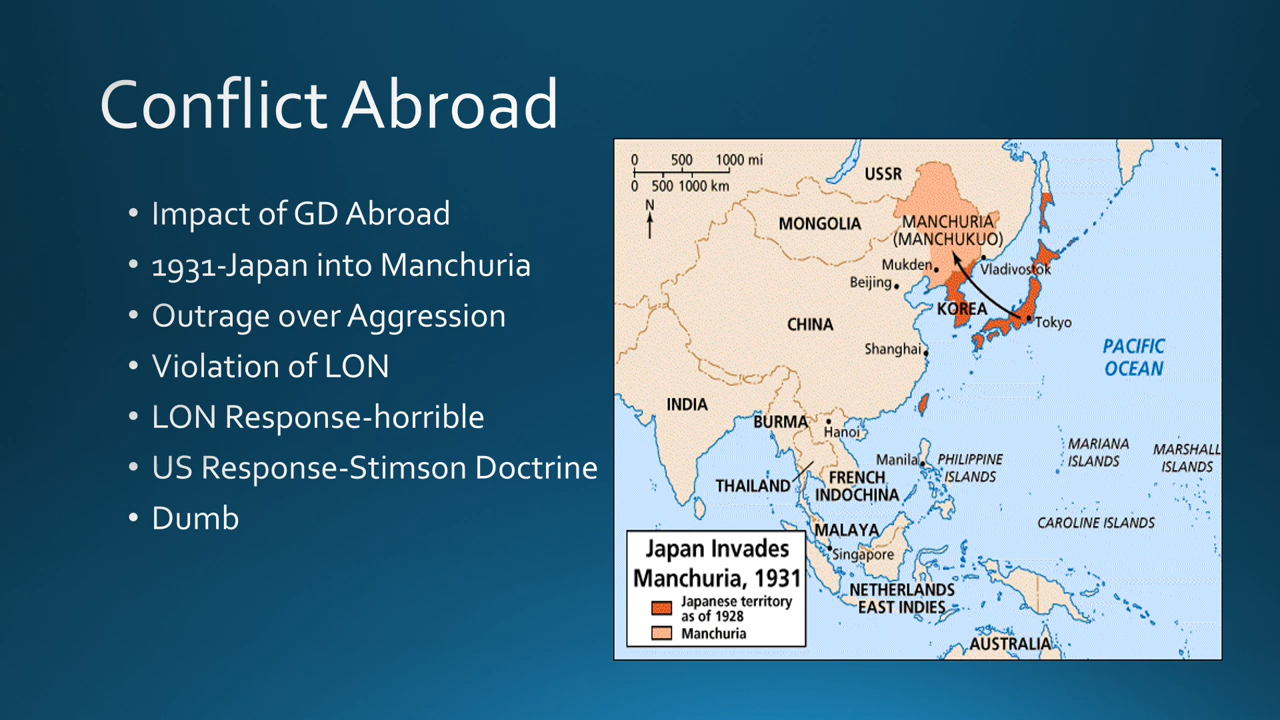 Conflict Abroad
• Impact of GD Abroad
• 1931-Japan into Manchuria
• Outrage over Aggression
• Violation of LON
• LON Response-horrible
• US Response-Stimson Doctrine
• Dumb
0 500 1000 mi
0 500 1000 km
N
USSR
MONGOLIA
MANCHURIA
(MANCHUKUO)
Mukden
Vladivostok
Beijing
KOREA
Tokyo
CHINA
Shanghai
PACIFIC
OCEAN
INDIA
BURMA
Hanoi
MARIANA
ISLANDS
MARSHALL
ISLANDS
Manila
PHILIPPINE
ISLANDS
THAILAND
FRENCH
INDOCHINA
CAROLINE ISLANDS
MALAYA
Singapore
NETHERLANDS
EAST INDIES
AUSTRALIA
Japan Invades
Manchuria, 1931
Japanese territory
as of 1928
Manchuria